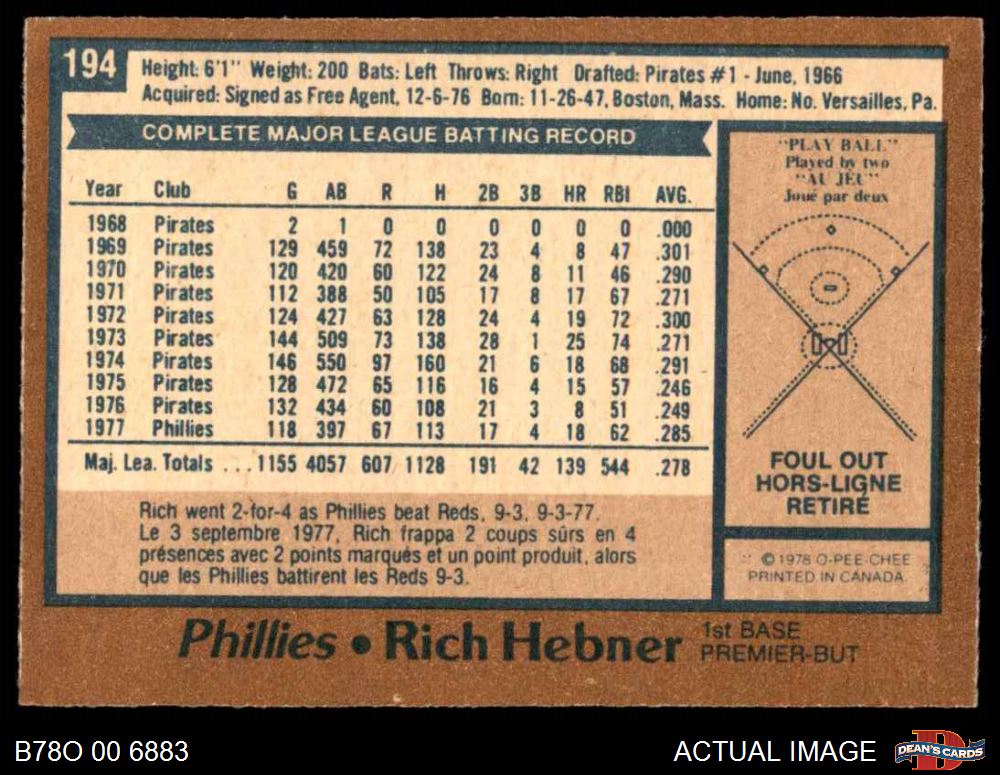 194
Height: 6'1" Weight: 200 Bats: Left Throws: Right Drafted: Pirates #1 - June, 1966
Acquired: Signed as Free Agent, 12-6-76 Born: 11-26-47, Boston, Mass. Home: No. Versailles, Pa.
COMPLETE MAJOR LEAGUE BATTING RECORD
Year Club G AB R H 2B 3B HR RBI AVG.
1968 Pirates 2 1 0 0 0 0 0 0 .000
1969 Pirates 129 459 72 138 23 4 8 47 .301
1970 Pirates 120 420 60 122 24 8 11 46 .290
1971 Pirates 112 388 50 105 17 8 17 67 .271
1972 Pirates 124 427 63 128 24 4 19 72 .300
1973 Pirates 144 509 73 138 28 1 25 74 .271
1974 Pirates 146 550 97 160 21 6 18 68 .291
1975 Pirates 128 472 65 116 16 4 15 57 .246
1976 Pirates 132 434 60 108 21 3 8 51 .249
1977 Phillies 118 397 67 113 17 4 18 62 .285
Maj. Lea. Totals ... 1155 4057 607 1128 191 42 139 544 .278
Rich went 2-for-4 as Phillies beat Reds, 9-3, 9-3-77.
Le 3 septembre 1977, Rich frappa 2 coups sûrs en 4
présences avec 2 points marqués et un point produit, alors
que les Phillies battirent les Reds 9-3.
"PLAY BALL"
Played by two
"AU JEU"
Joué par deux
FOUL OUT
HORS-LIGNE
RETIRÉ
© 1978 O-PEE-CHEE
PRINTED IN CANADA
Phillies • Rich Hebner
1st BASE
PREMIER-BUT
B78O 00 6883
ACTUAL IMAGE
D
DEAN'S CARDS